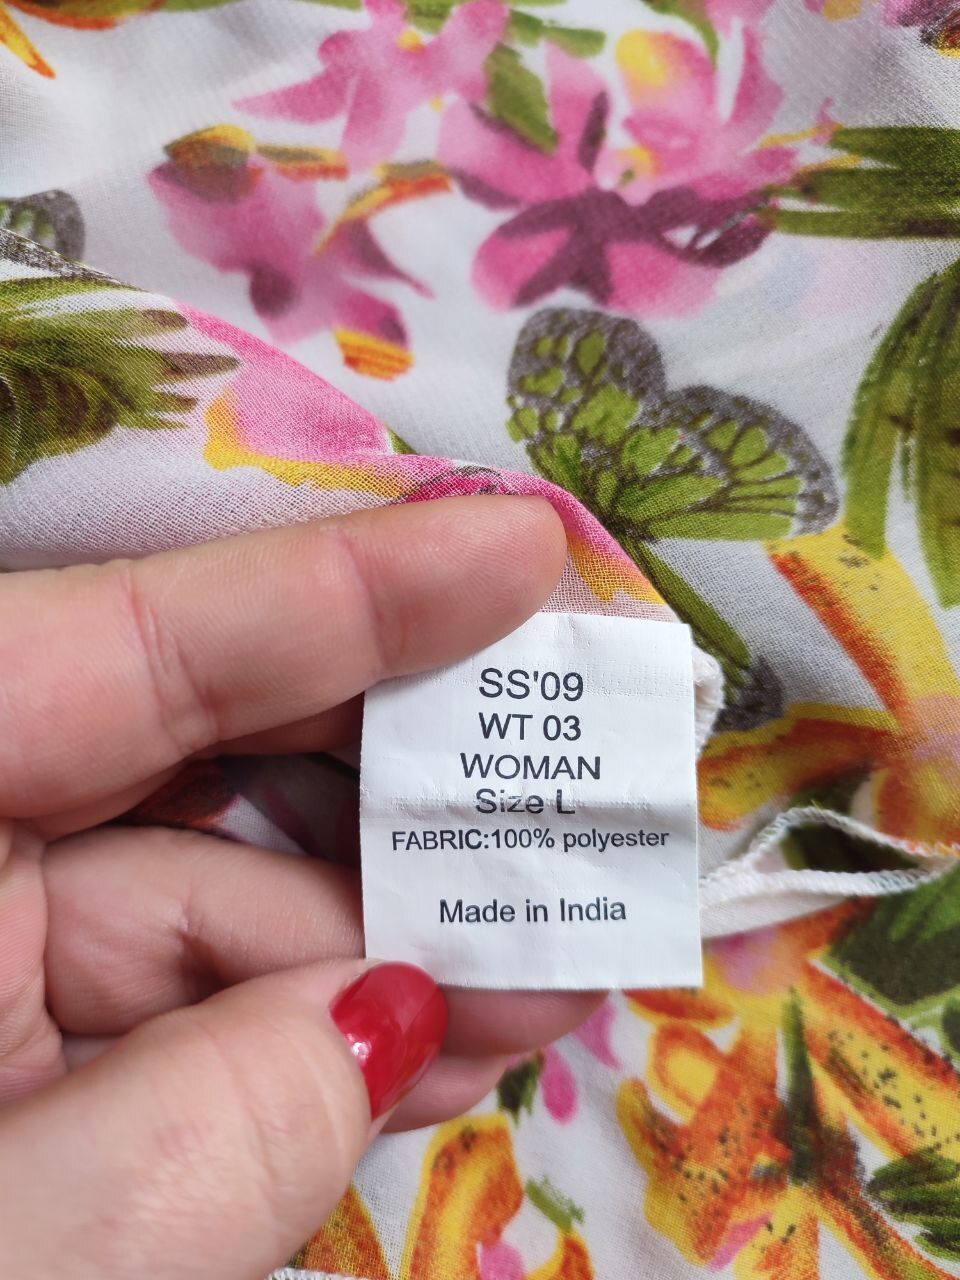 SS'09
WT 03
WOMAN
Size L
FABRIC:100% polyester
Made in India